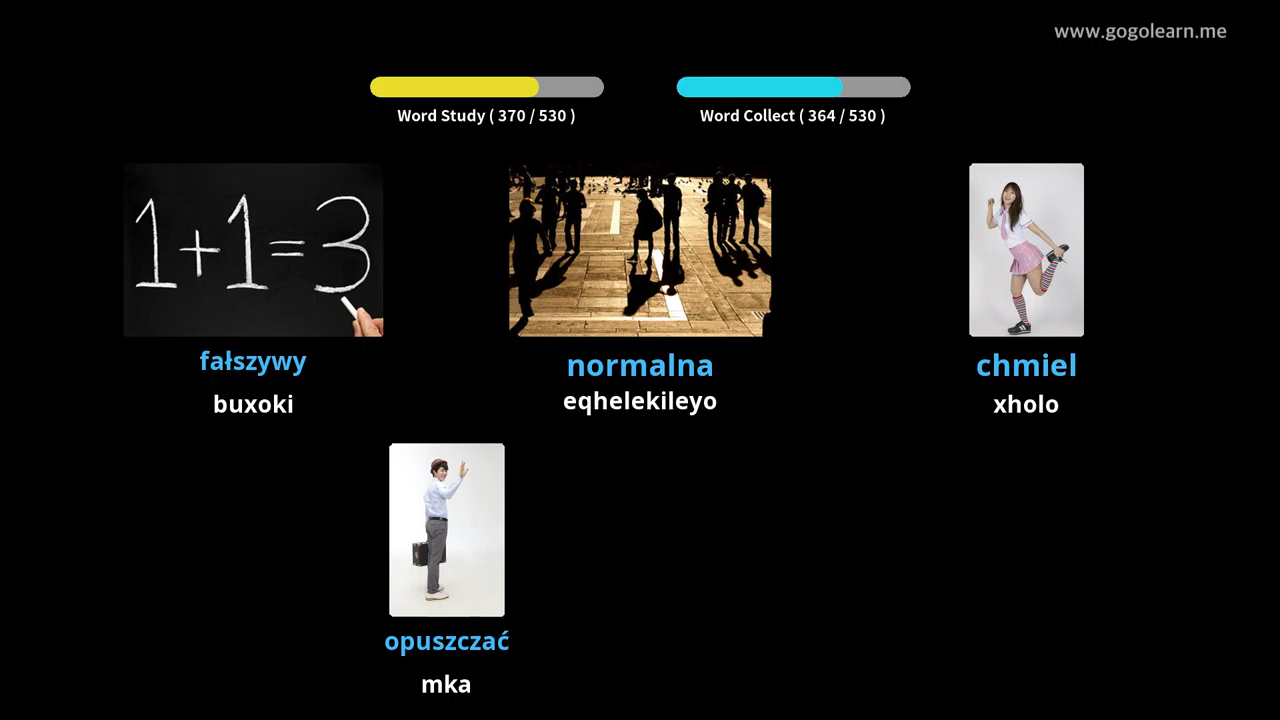 www.gogolearn.me
Word Study ( 370 / 530 )
Word Collect ( 364 / 530 )
1+1=3
fałszywy
buxoki
normalna
eqhelekileyo
chmiel
xholo
opuszczać
mka